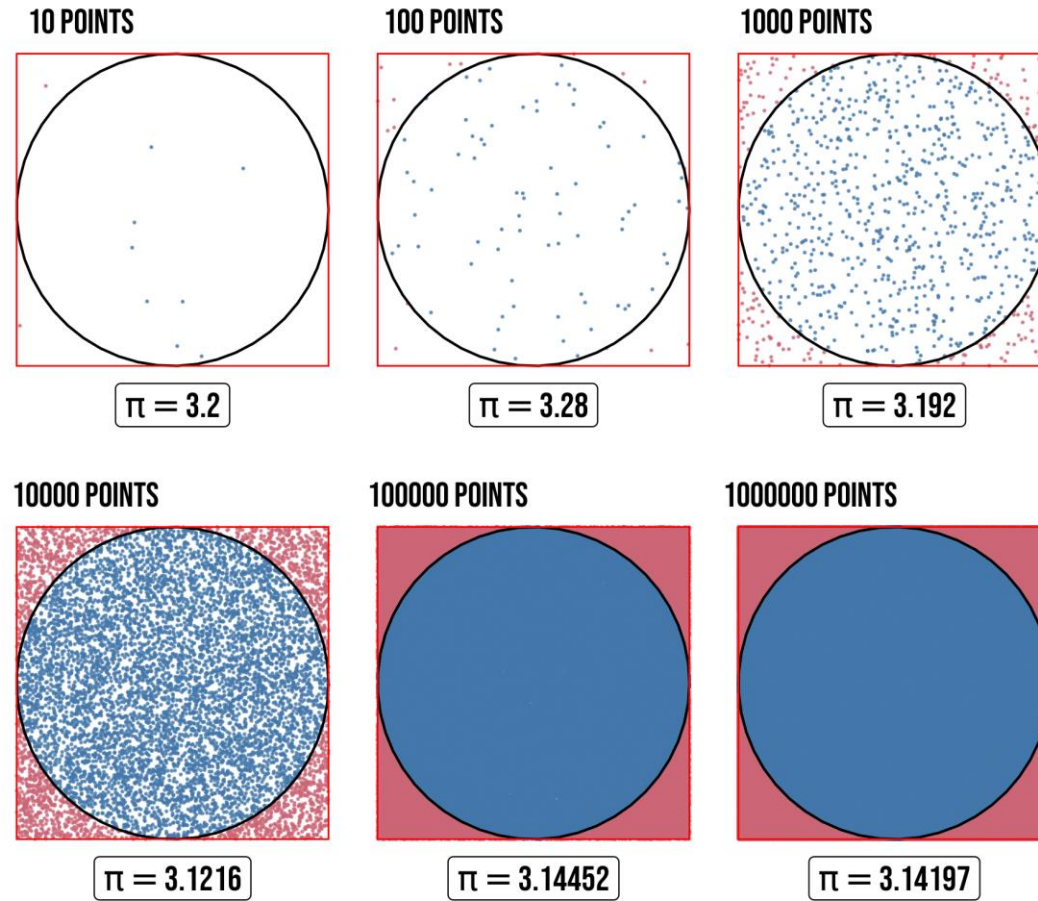 10 POINTS
100 POINTS
1000 POINTS
π = 3.2
π = 3.28
π = 3.192
10000 POINTS
100000 POINTS
1000000 POINTS
π = 3.1216
π = 3.14452
π = 3.14197